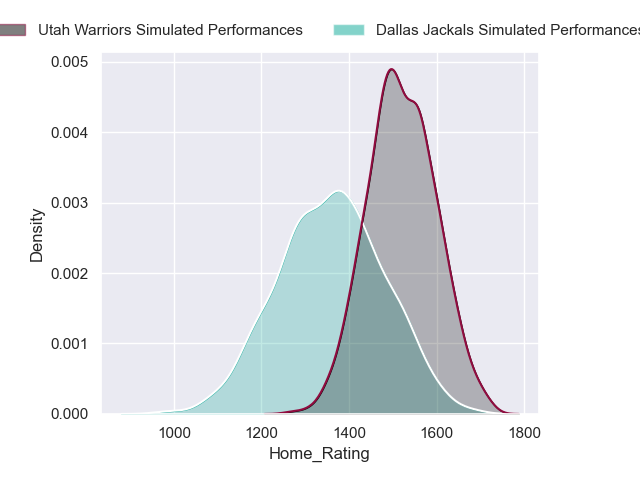 Utah Warriors Simulated Performances
Dallas Jackals Simulated Performances
0.005
0.004
0.003
0.002
0.001
0.000
Density
1000 1200 1400 1600 1800
Home_Rating